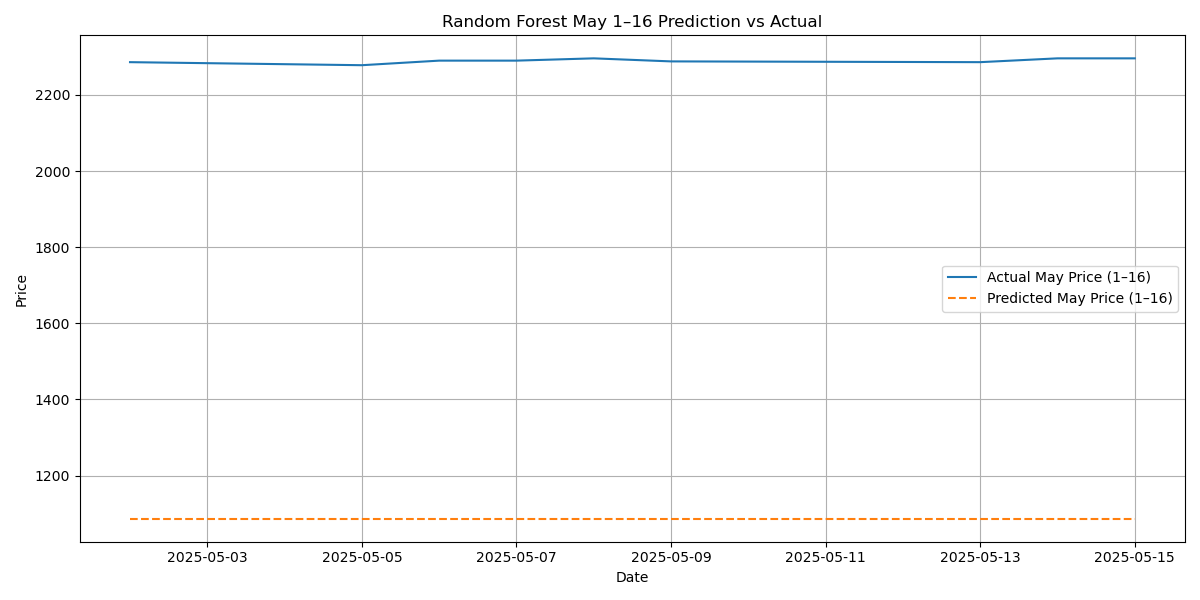 Random Forest May 1–16 Prediction vs Actual
Price
2200
2000
1800
1600
1400
1200
Actual May Price (1–16)
Predicted May Price (1–16)
2025-05-03
2025-05-05
2025-05-07
2025-05-09
2025-05-11
2025-05-13
2025-05-15
Date